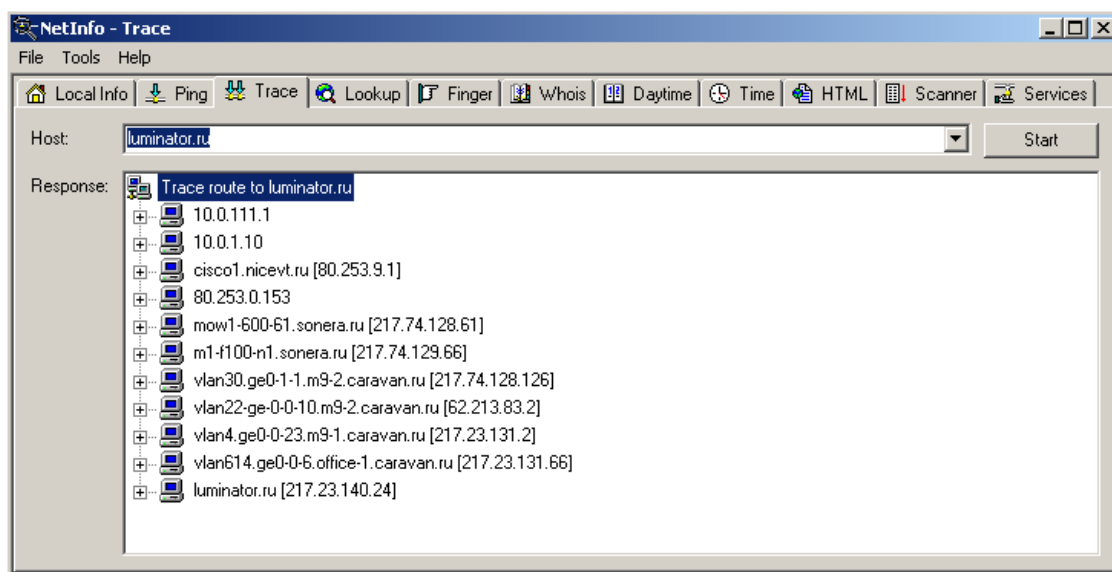 NetInfo - Trace
File Tools Help
Local Info Ping Trace Lookup Finger Whois Daytime Time HTML Scanner Services
Host: luminator.ru Start
Response: Trace route to luminator.ru
10.0.111.1
10.0.1.10
cisco1.nicevt.ru [80.253.9.1]
80.253.0.153
mow1-600-61.sonera.ru [217.74.128.61]
m1-f100-n1.sonera.ru [217.74.129.66]
vlan30.ge0-1-1.m9-2.caravan.ru [217.74.128.126]
vlan22-ge-0-0-10.m9-2.caravan.ru [62.213.83.2]
vlan4.ge0-0-23.m9-1.caravan.ru [217.23.131.2]
vlan614.ge0-0-6.office-1.caravan.ru [217.23.131.66]
luminator.ru [217.23.140.24]